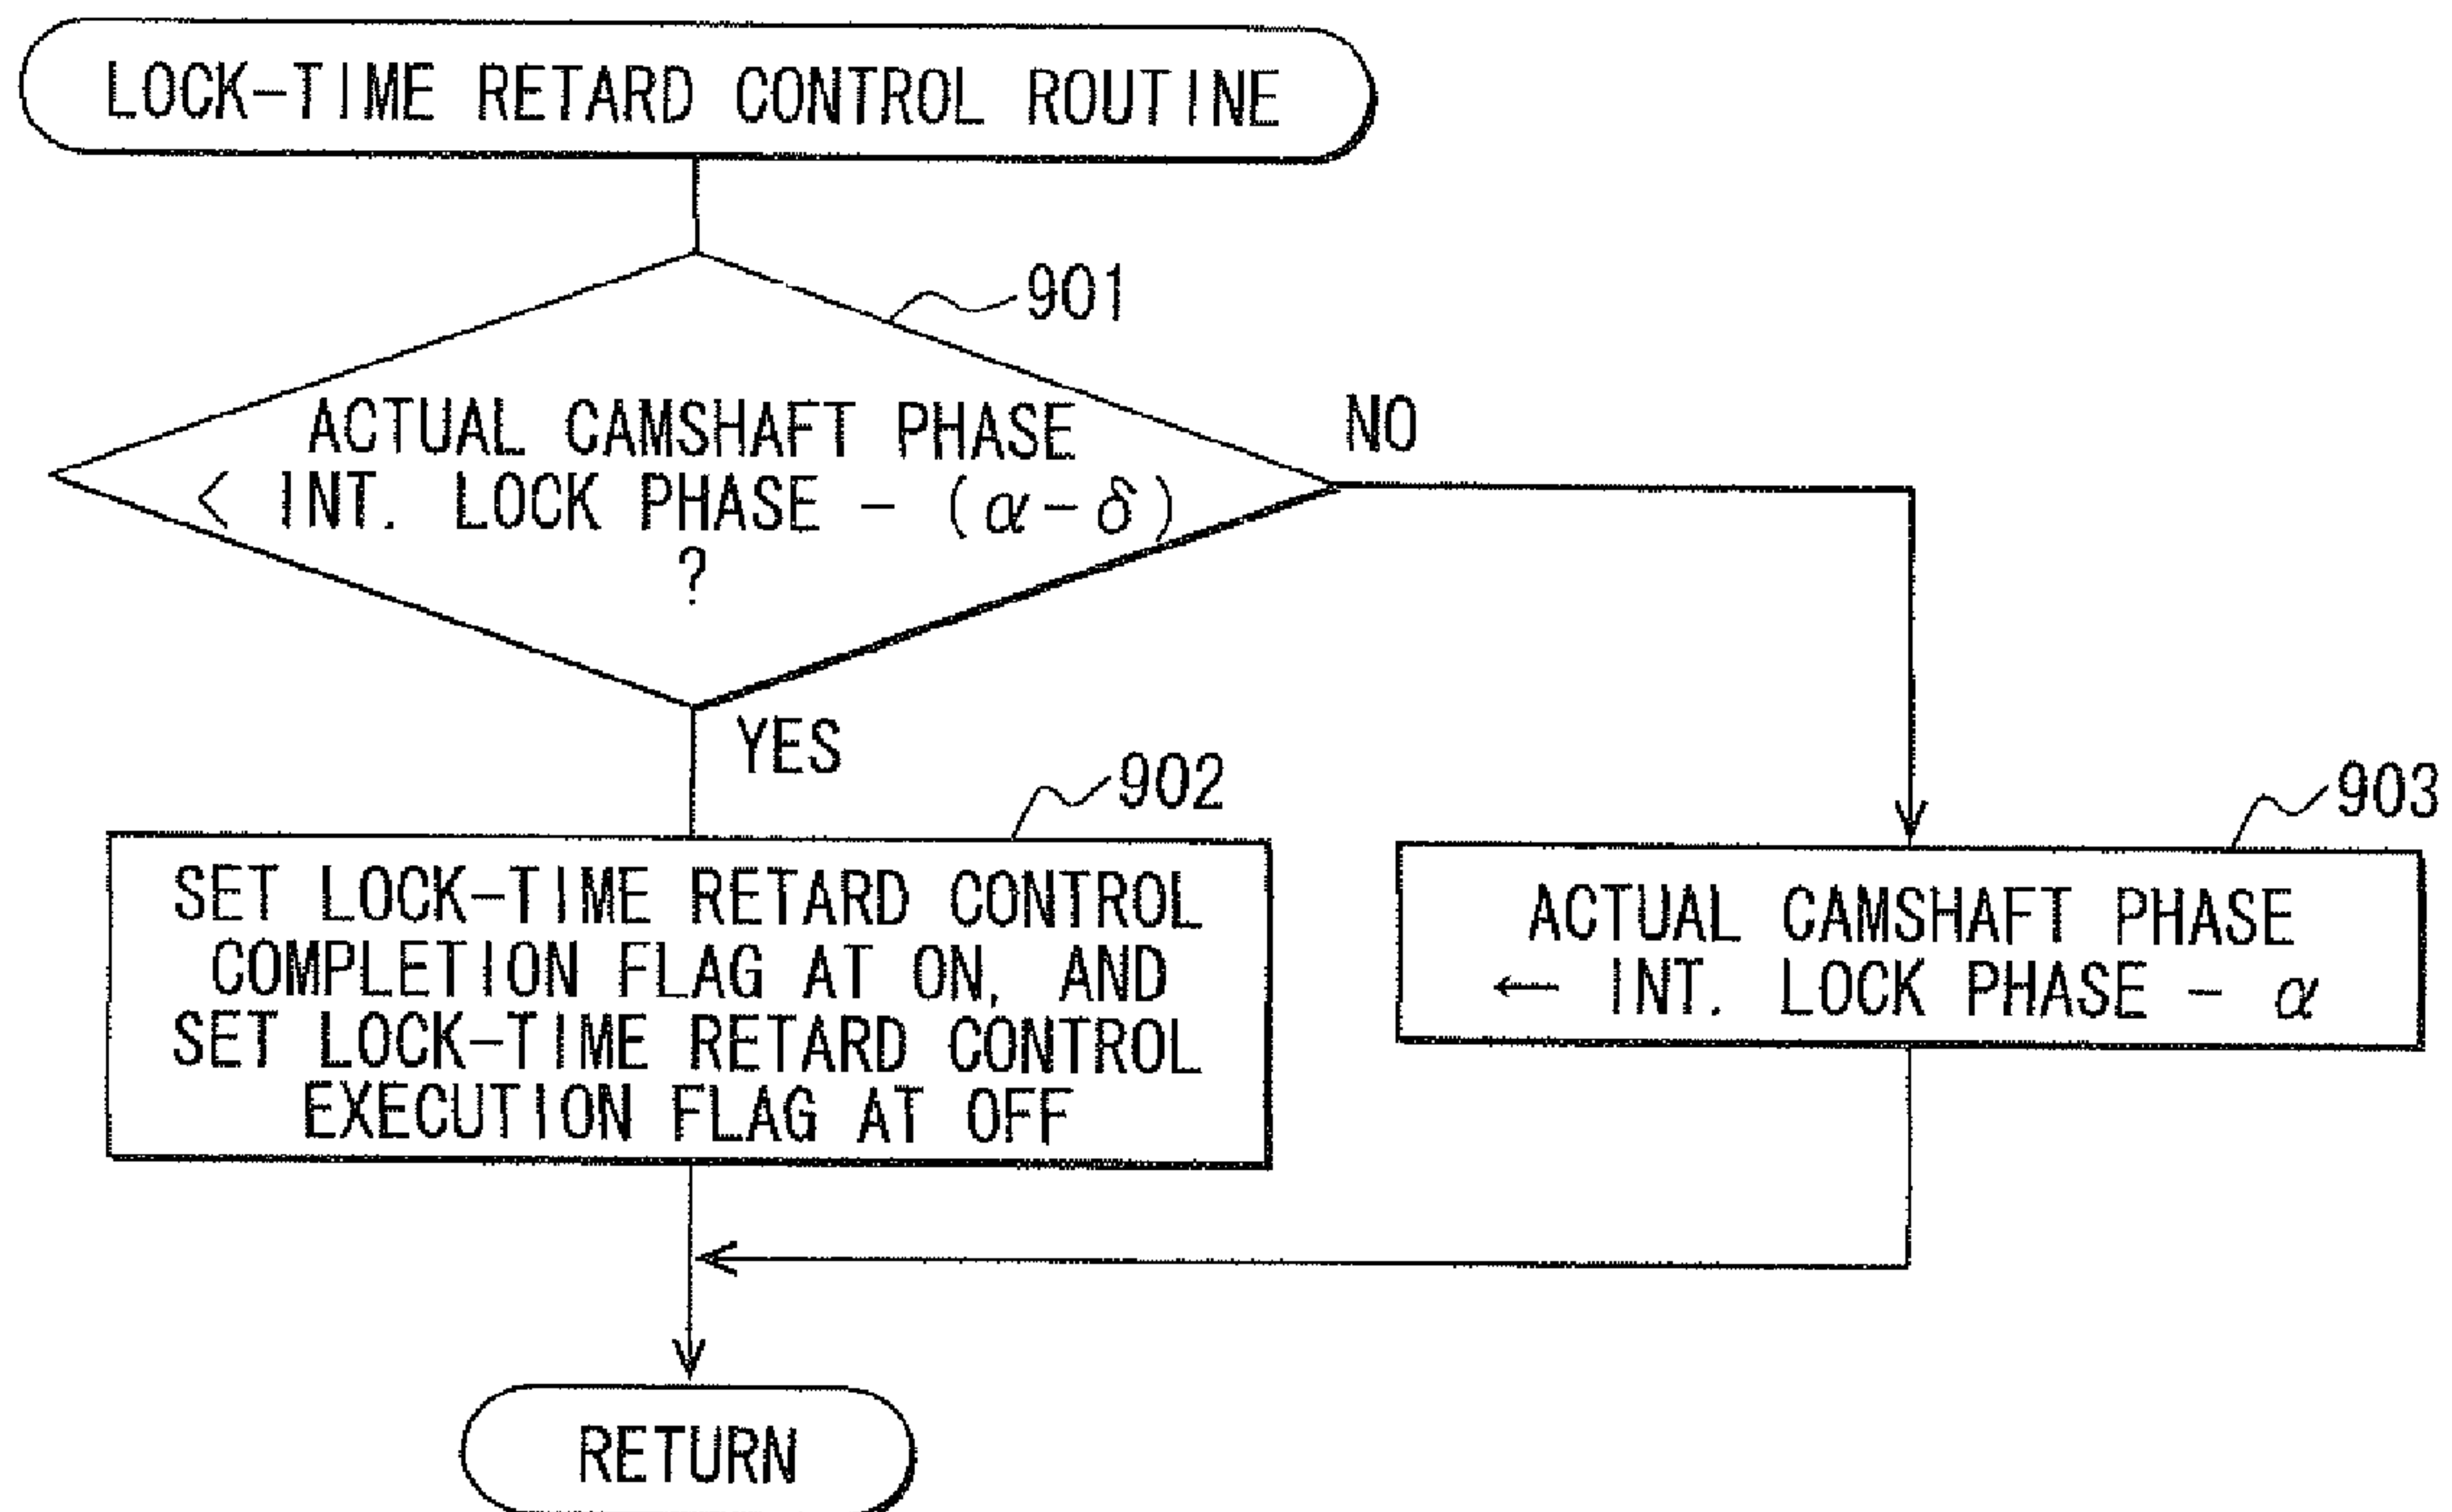 LOCK-TIME RETARD CONTROL ROUTINE
901
ACTUAL CAMSHAFT PHASE
< INT. LOCK PHASE - (α-δ)
?
NO
YES
902
SET LOCK-TIME RETARD CONTROL
COMPLETION FLAG AT ON, AND
SET LOCK-TIME RETARD CONTROL
EXECUTION FLAG AT OFF
903
ACTUAL CAMSHAFT PHASE
← INT. LOCK PHASE - α
RETURN